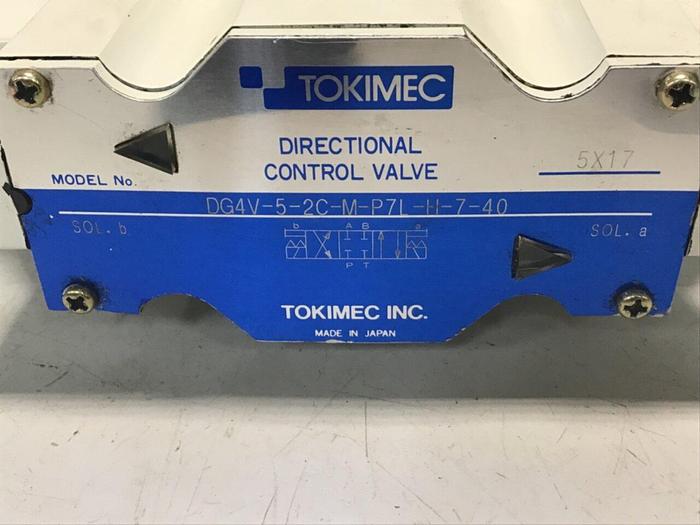 TOKIMEC
DIRECTIONAL
CONTROL VALVE
5X17
MODEL No.
DG4V-5-2C-M-P7L-H-7-40
SOL. b
b A B a
P T
SOL. a
TOKIMEC INC.
MADE IN JAPAN